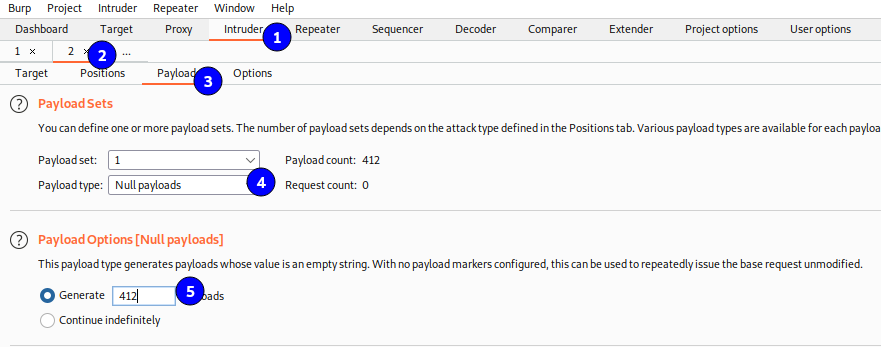 Burp Project Intruder Repeater Window Help
Dashboard Target Proxy Intruder Repeater Sequencer Decoder Comparer Extender Project options User options
1
1 × 2 × ...
2
Target Positions Payload Options
3
? Payload Sets
You can define one or more payload sets. The number of payload sets depends on the attack type defined in the Positions tab. Various payload types are available for each payloa
Payload set: 1 Payload count: 412
Payload type: Null payloads 4 Request count: 0
? Payload Options [Null payloads]
This payload type generates payloads whose value is an empty string. With no payload markers configured, this can be used to repeatedly issue the base request unmodified.
Generate 412 5 oads
Continue indefinitely